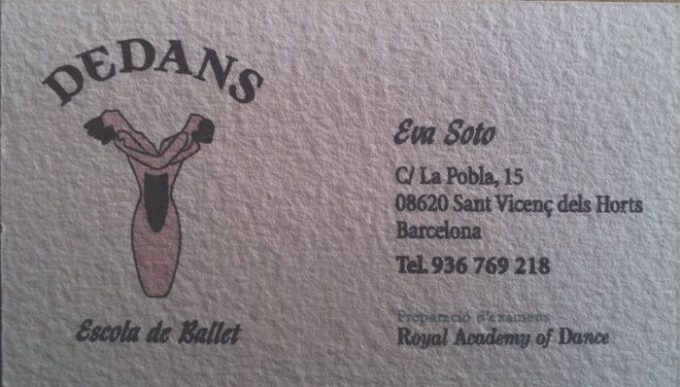 DEDANS
Escola de Ballet
Eva Soto
C/ La Pobla, 15
08620 Sant Vicenç dels Horts
Barcelona
Tel. 936 769 218
Preparació d'exàmens
Royal Academy of Dance